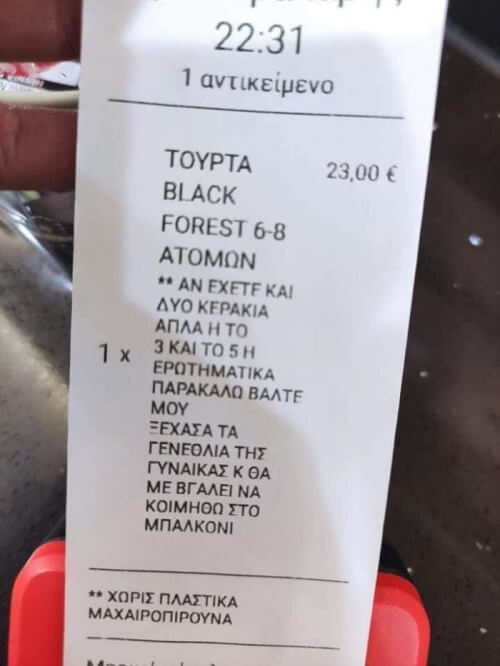 22:31
1 αντικείμενο
ΤΟΥΡΤΑ 23,00 €
BLACK
FOREST 6-8
ΑΤΟΜΩΝ
** ΑΝ ΕΧΕΤΕ ΚΑΙ
ΔΥΟ ΚΕΡΑΚΙΑ
ΑΠΛΑ Η ΤΟ
1 x 3 ΚΑΙ ΤΟ 5 Η
ΕΡΩΤΗΜΑΤΙΚΑ
ΠΑΡΑΚΑΛΩ ΒΑΛΤΕ
ΜΟΥ
ΞΕΧΑΣΑ ΤΑ
ΓΕΝΕΘΛΙΑ ΤΗΣ
ΓΥΝΑΙΚΑΣ Κ ΘΑ
ΜΕ ΒΓΑΛΕΙ ΝΑ
ΚΟΙΜΗΘΩ ΣΤΟ
ΜΠΑΛΚΟΝΙ
** ΧΩΡΙΣ ΠΛΑΣΤΙΚΑ
ΜΑΧΑΙΡΟΠΙΡΟΥΝΑ